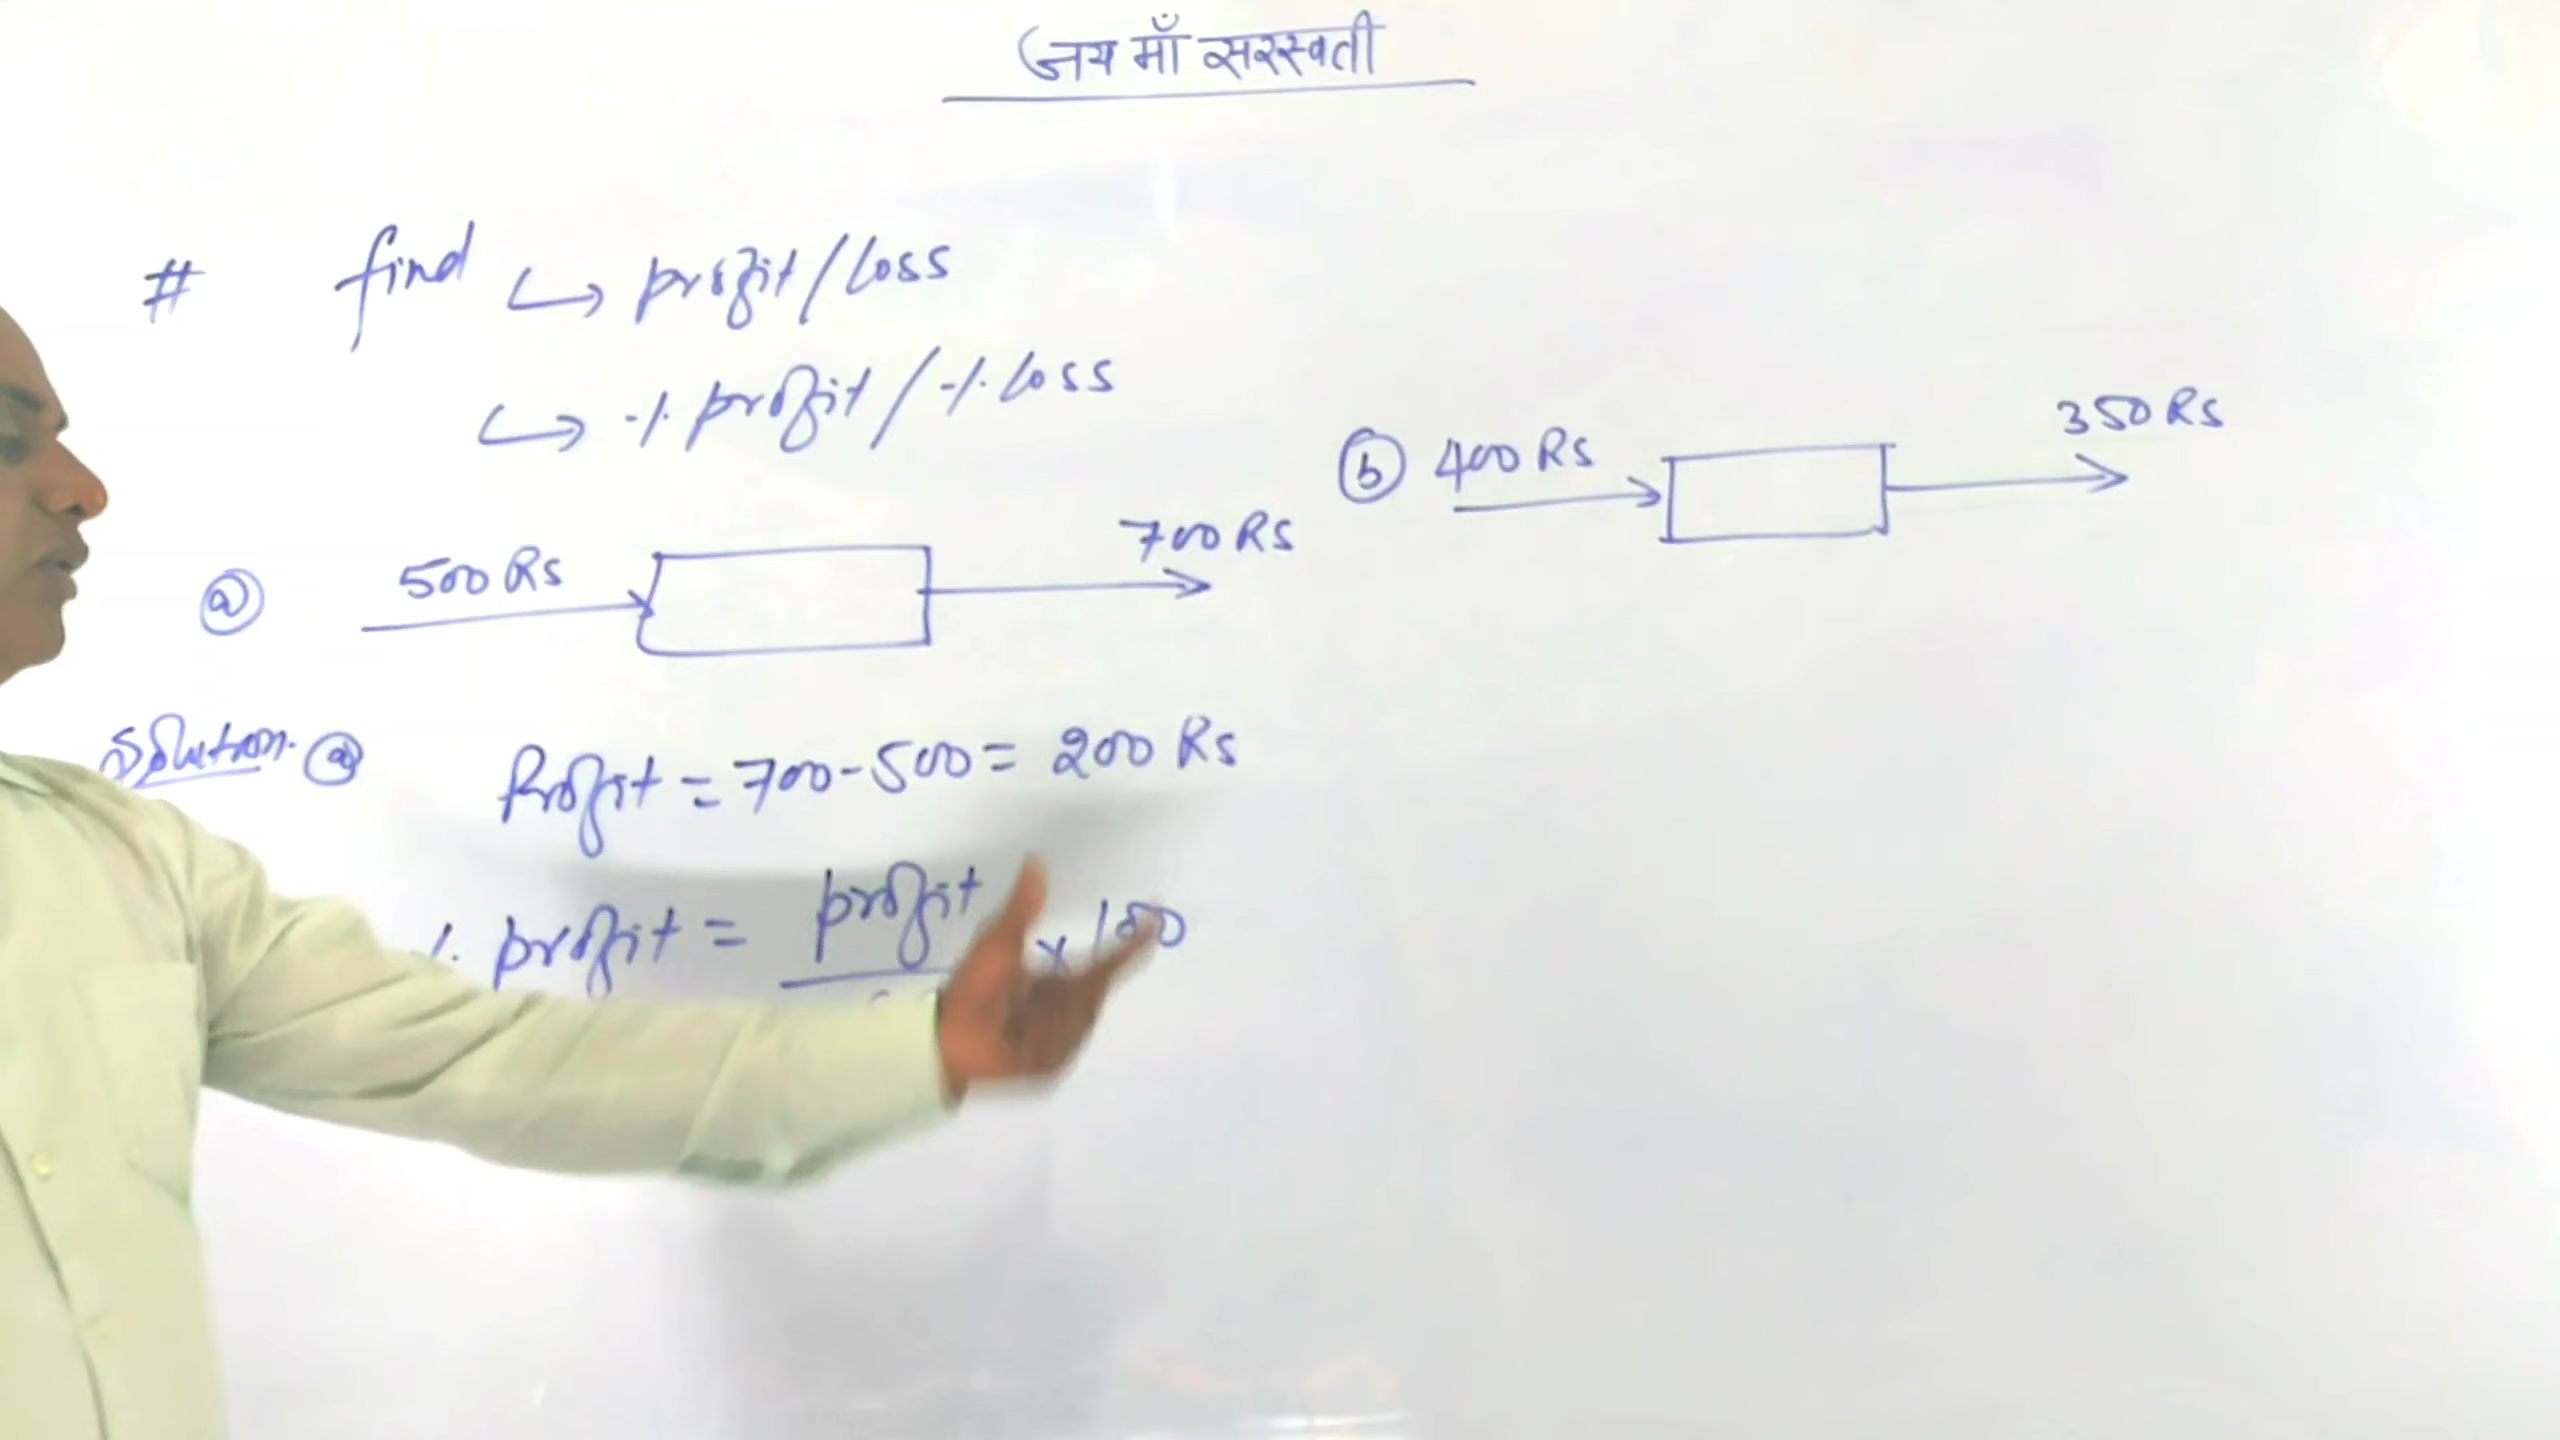 जय माँ सरस्वती
# find ↪ profit/loss
↪ % profit / % loss
(a) 500 Rs 700 Rs
(b) 400 Rs 350 Rs
Solution. (a) Profit = 700-500 = 200 Rs
% profit = profit × 100